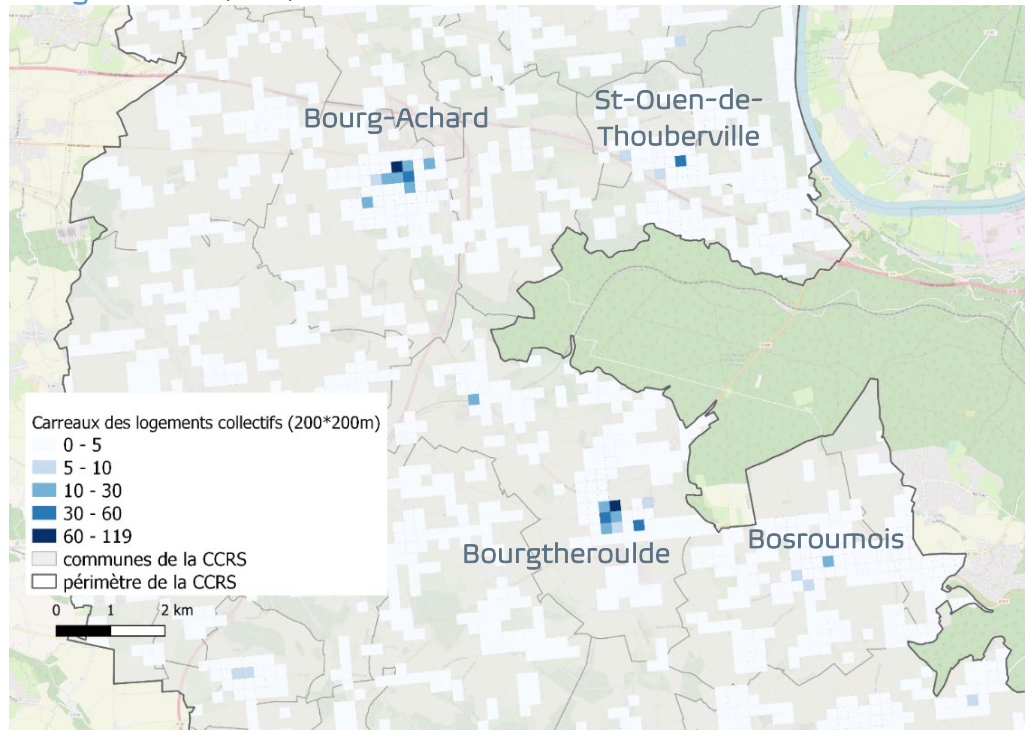 Bourg-Achard
St-Ouen-de-
Thouberville
Carreaux des logements collectifs (200*200m)
0 - 5
5 - 10
10 - 30
30 - 60
60 - 119
communes de la CCRS
périmètre de la CCRS
0 1 2 km
Bourgtheroulde
Bosroumois